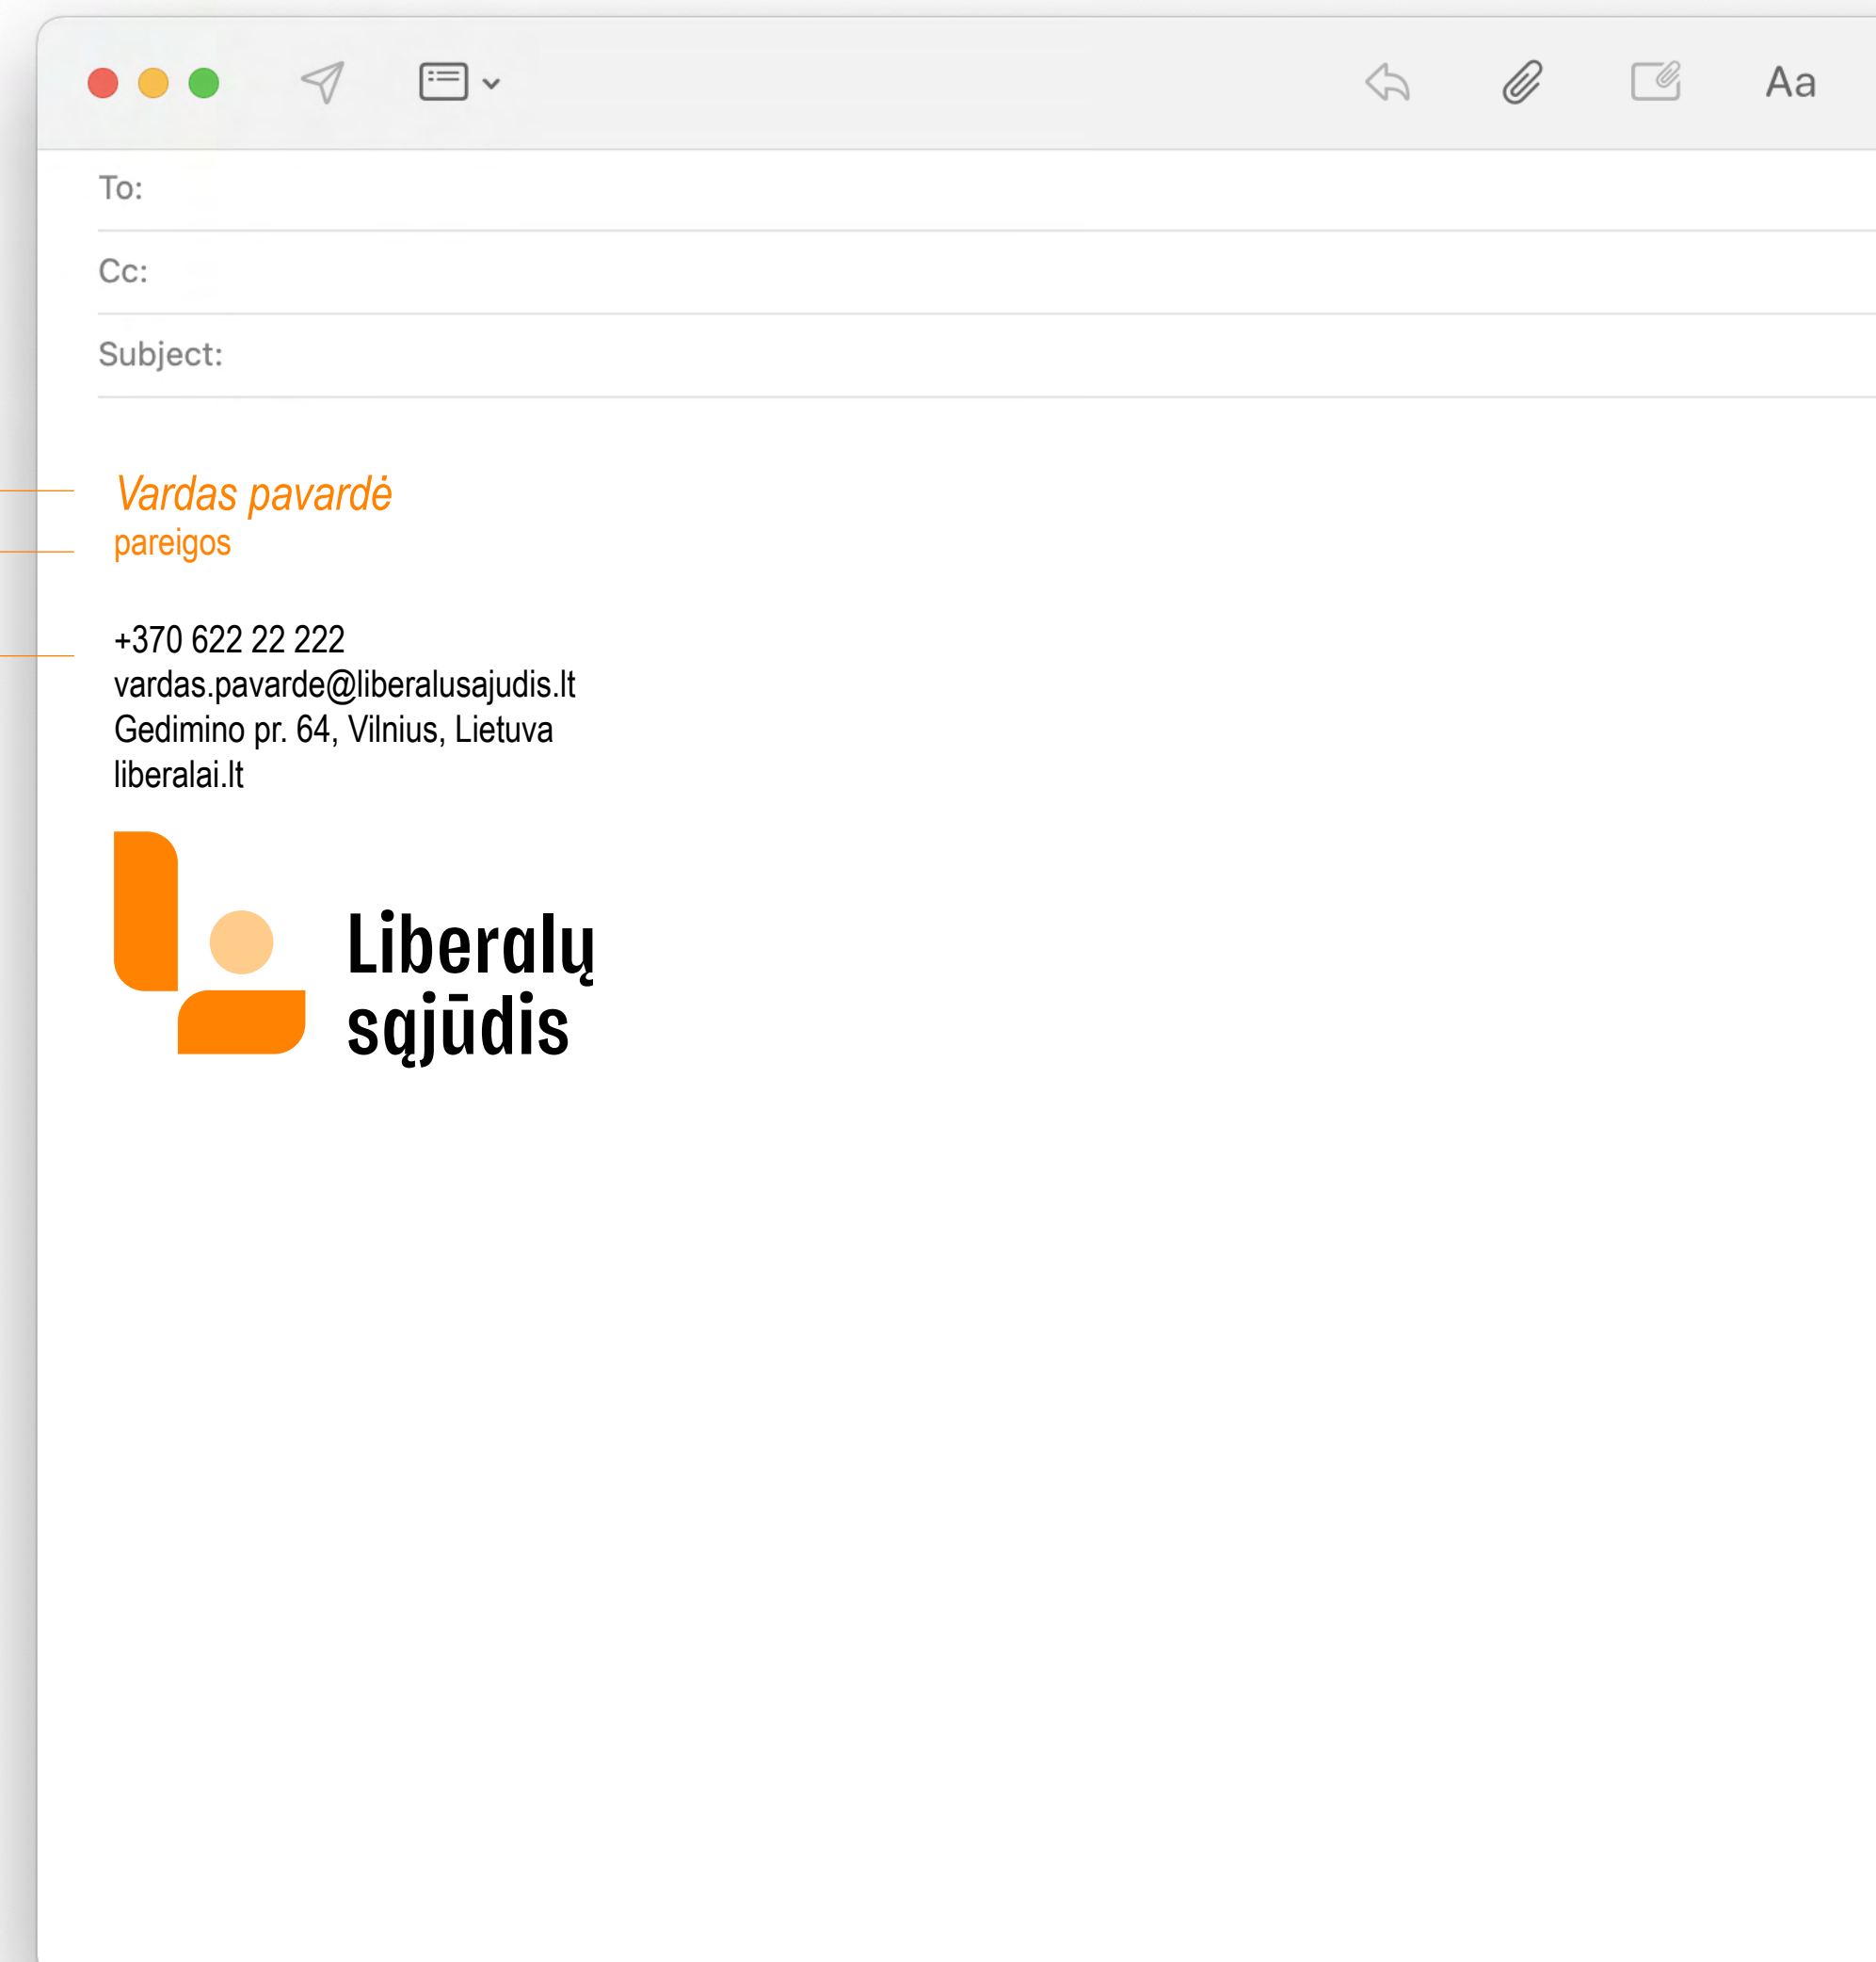 Aa
To:
Cc:
Subject:
Vardas pavardė
pareigos
+370 622 22 222
vardas.pavarde@liberalusajudis.lt
Gedimino pr. 64, Vilnius, Lietuva
liberalai.lt
Liberalų
sąjūdis